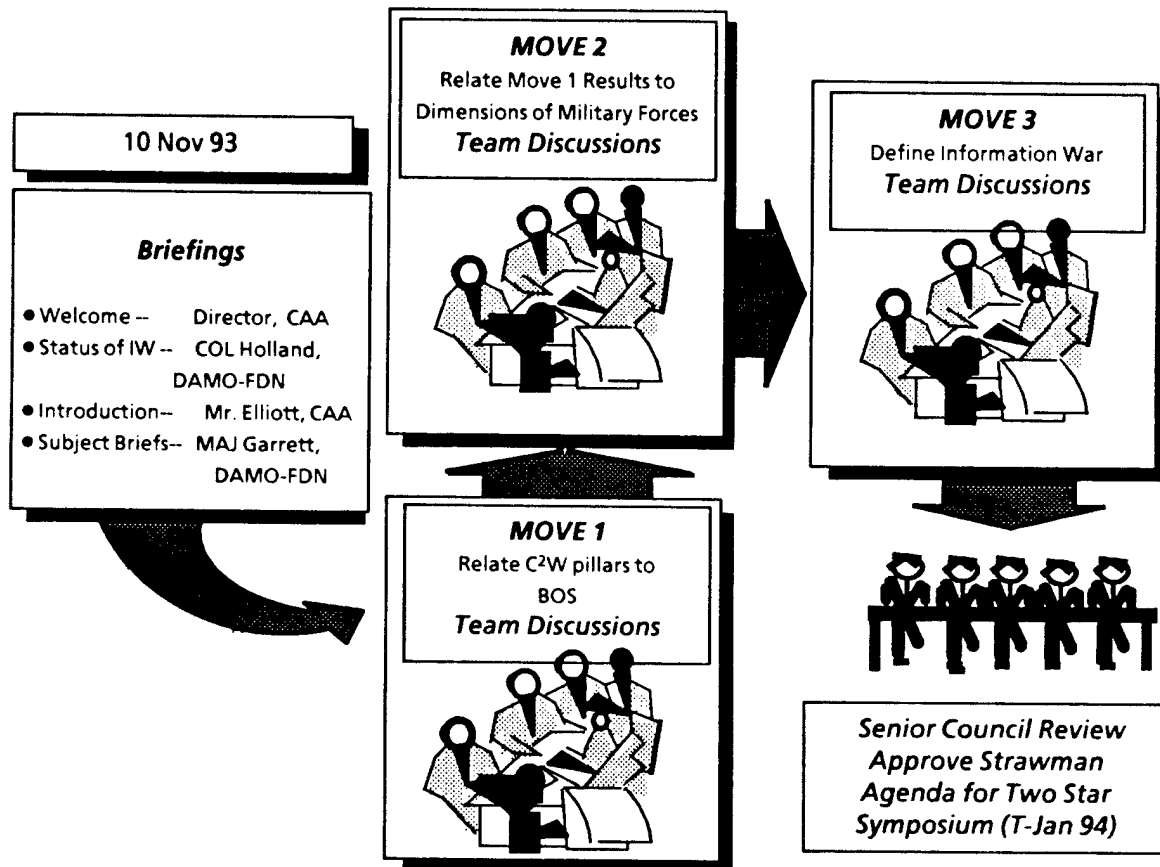 10 Nov 93
Briefings
● Welcome -- Director, CAA
● Status of IW -- COL Holland,
DAMO-FDN
● Introduction-- Mr. Elliott, CAA
● Subject Briefs-- MAJ Garrett,
DAMO-FDN
MOVE 1
Relate C²W pillars to
BOS
Team Discussions
MOVE 2
Relate Move 1 Results to
Dimensions of Military Forces
Team Discussions
MOVE 3
Define Information War
Team Discussions
Senior Council Review
Approve Strawman
Agenda for Two Star
Symposium (T-Jan 94)